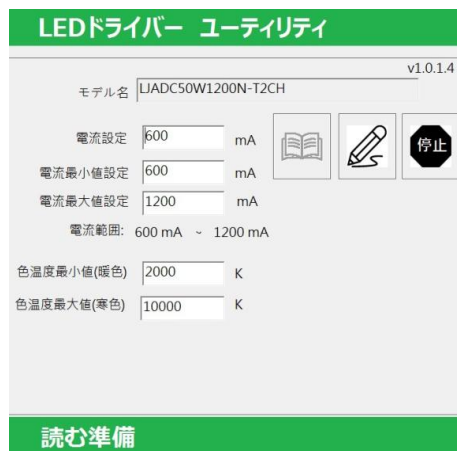 LEDドライバー ユーティリティ
v1.0.1.4
モデル名 LJADC50W1200N-T2CH
電流設定 600 mA
停止
電流最小値設定 600 mA
電流最大値設定 1200 mA
電流範囲: 600 mA ~ 1200 mA
色温度最小値(暖色) 2000 K
色温度最大値(寒色) 10000 K
読む準備